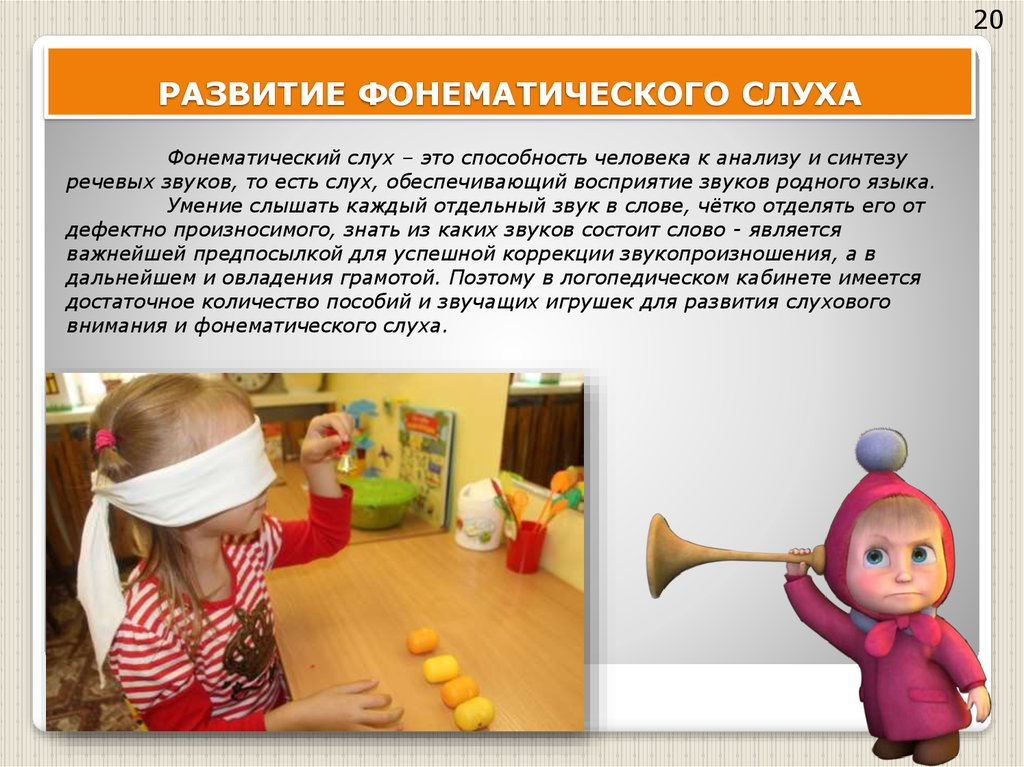 20
РАЗВИТИЕ ФОНЕМАТИЧЕСКОГО СЛУХА
Фонематический слух – это способность человека к анализу и синтезу
речевых звуков, то есть слух, обеспечивающий восприятие звуков родного языка.
Умение слышать каждый отдельный звук в слове, чётко отделять его от
дефектно произносимого, знать из каких звуков состоит слово - является
важнейшей предпосылкой для успешной коррекции звукопроизношения, а в
дальнейшем и овладения грамотой. Поэтому в логопедическом кабинете имеется
достаточное количество пособий и звучащих игрушек для развития слухового
внимания и фонематического слуха.